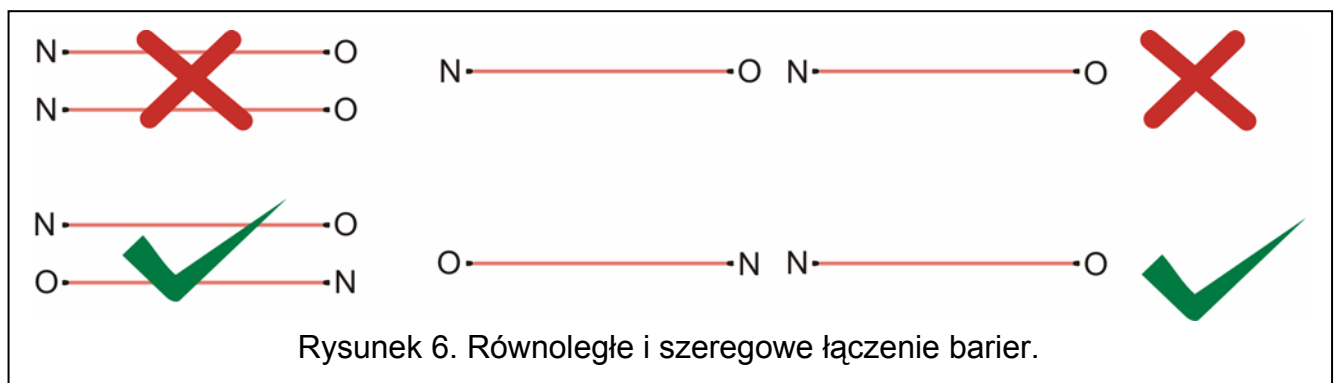 N O
N O
N O N O
N O
O N
O N N O
Rysunek 6. Równoległe i szeregowe łączenie barier.